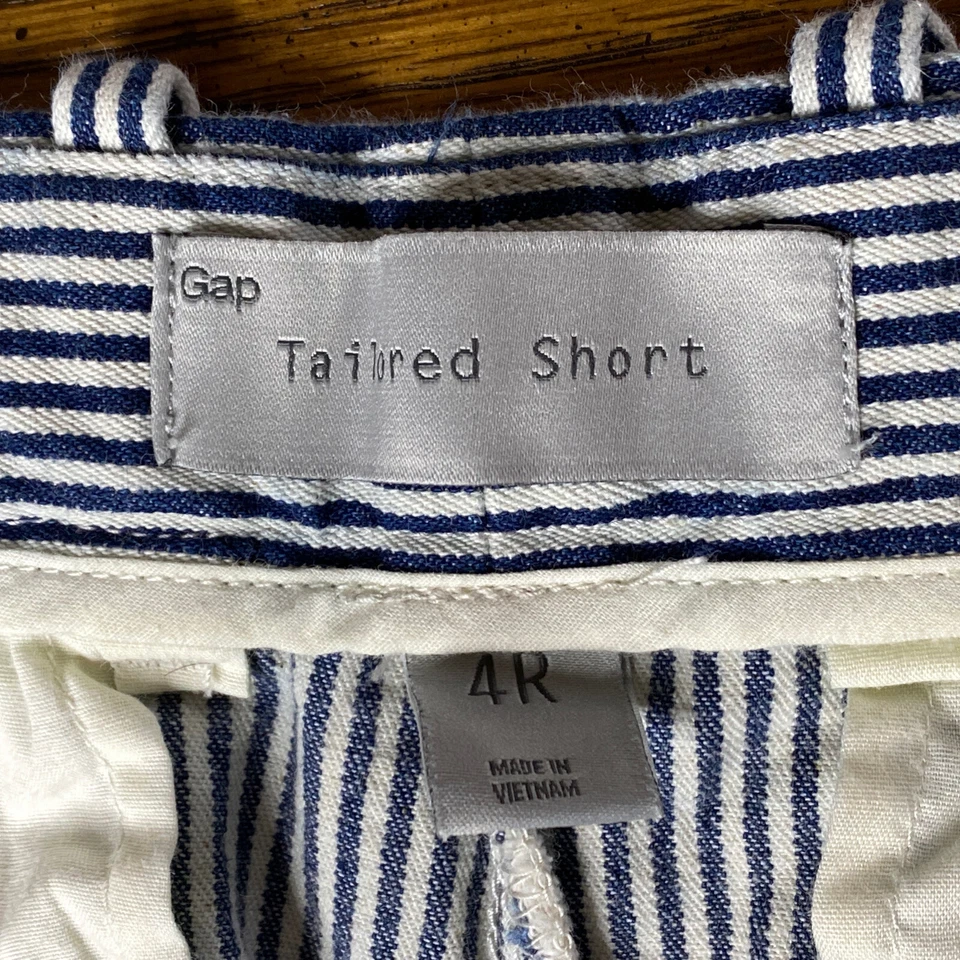 Gap
Tailored Short
4R
MADE IN
VIETNAM